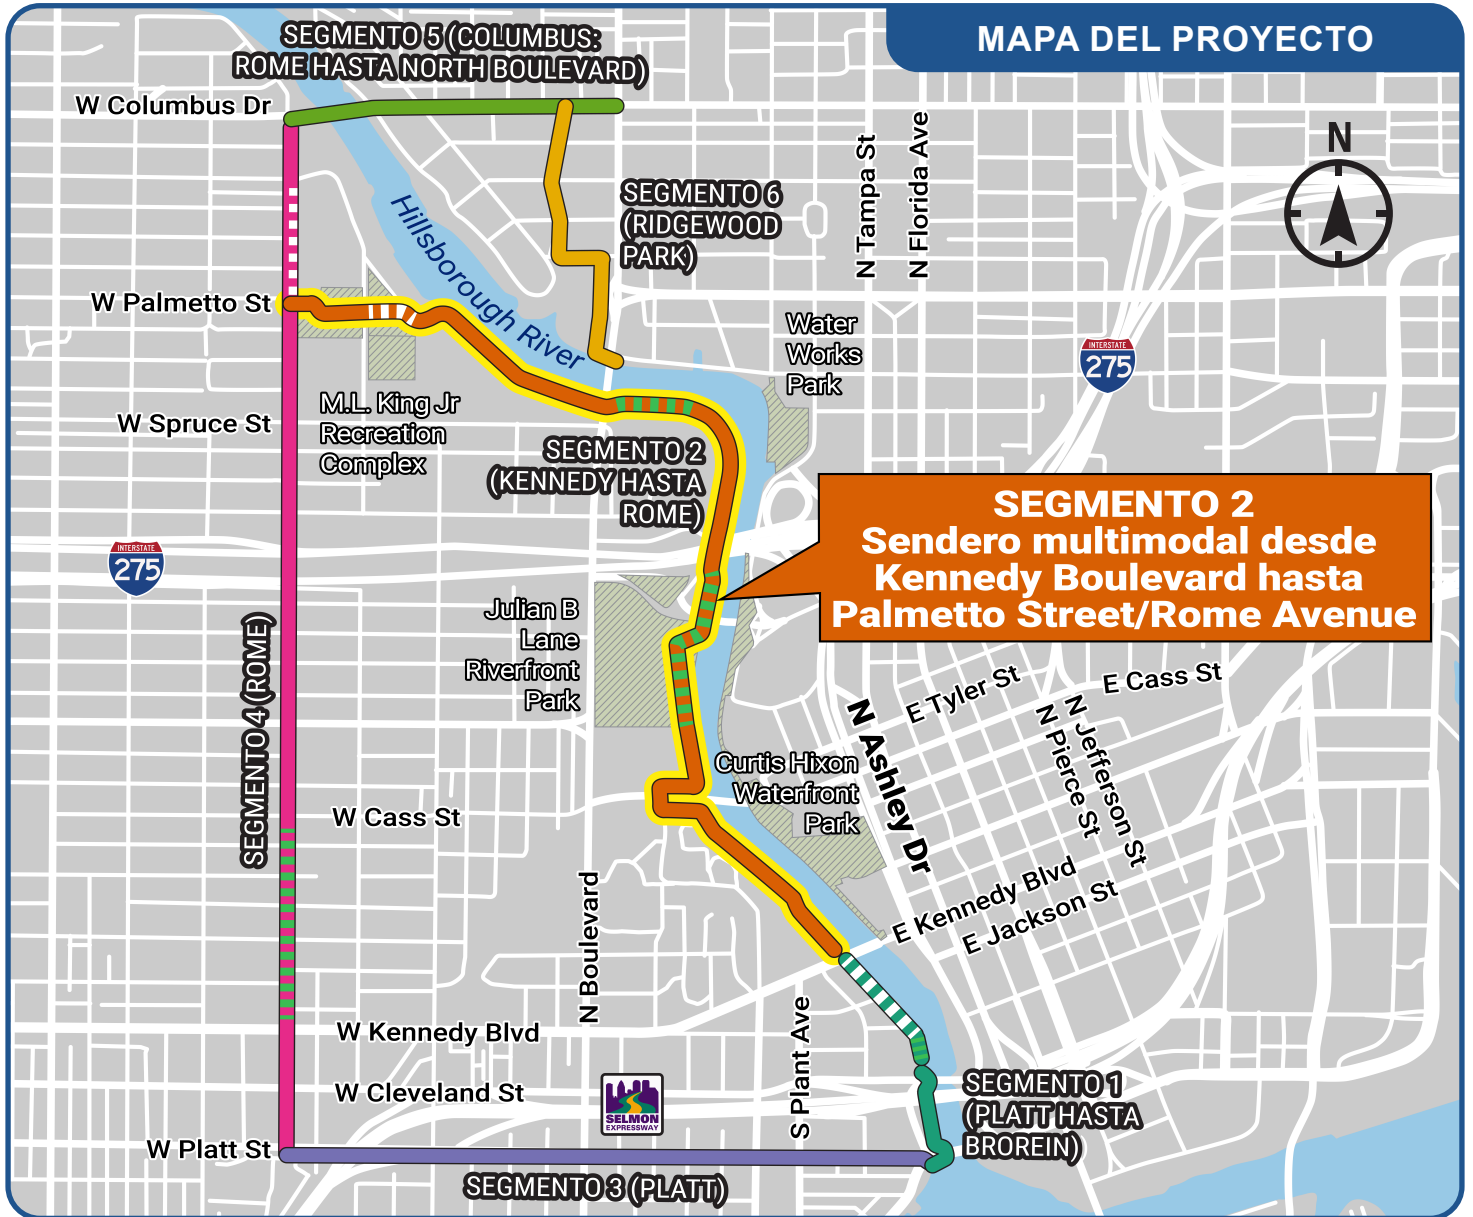 MAPA DEL PROYECTO
SEGMENTO 5 (COLUMBUS:
ROME HASTA NORTH BOULEVARD)
W Columbus Dr
N Tampa St
N Florida Ave
N
SEGMENTO 6
(RIDGEWOOD
PARK)
Hillsborough River
W Palmetto St
Water
Works
Park
INTERSTATE
275
M.L. King Jr
Recreation
Complex
W Spruce St
SEGMENTO 2
(KENNEDY HASTA
ROME)
SEGMENTO 2
Sendero multimodal desde
Kennedy Boulevard hasta
Palmetto Street/Rome Avenue
INTERSTATE
275
Julian B
Lane
Riverfront
Park
SEGMENTO 4 (ROME)
E Tyler St
E Cass St
N Jefferson St
N Pierce St
N Ashley Dr
Curtis Hixon
Waterfront
Park
W Cass St
N Boulevard
E Kennedy Blvd
E Jackson St
S Plant Ave
W Kennedy Blvd
W Cleveland St
SELMON
EXPRESSWAY
SEGMENTO 1
(PLATT HASTA
BROREIN)
W Platt St
SEGMENTO 3 (PLATT)